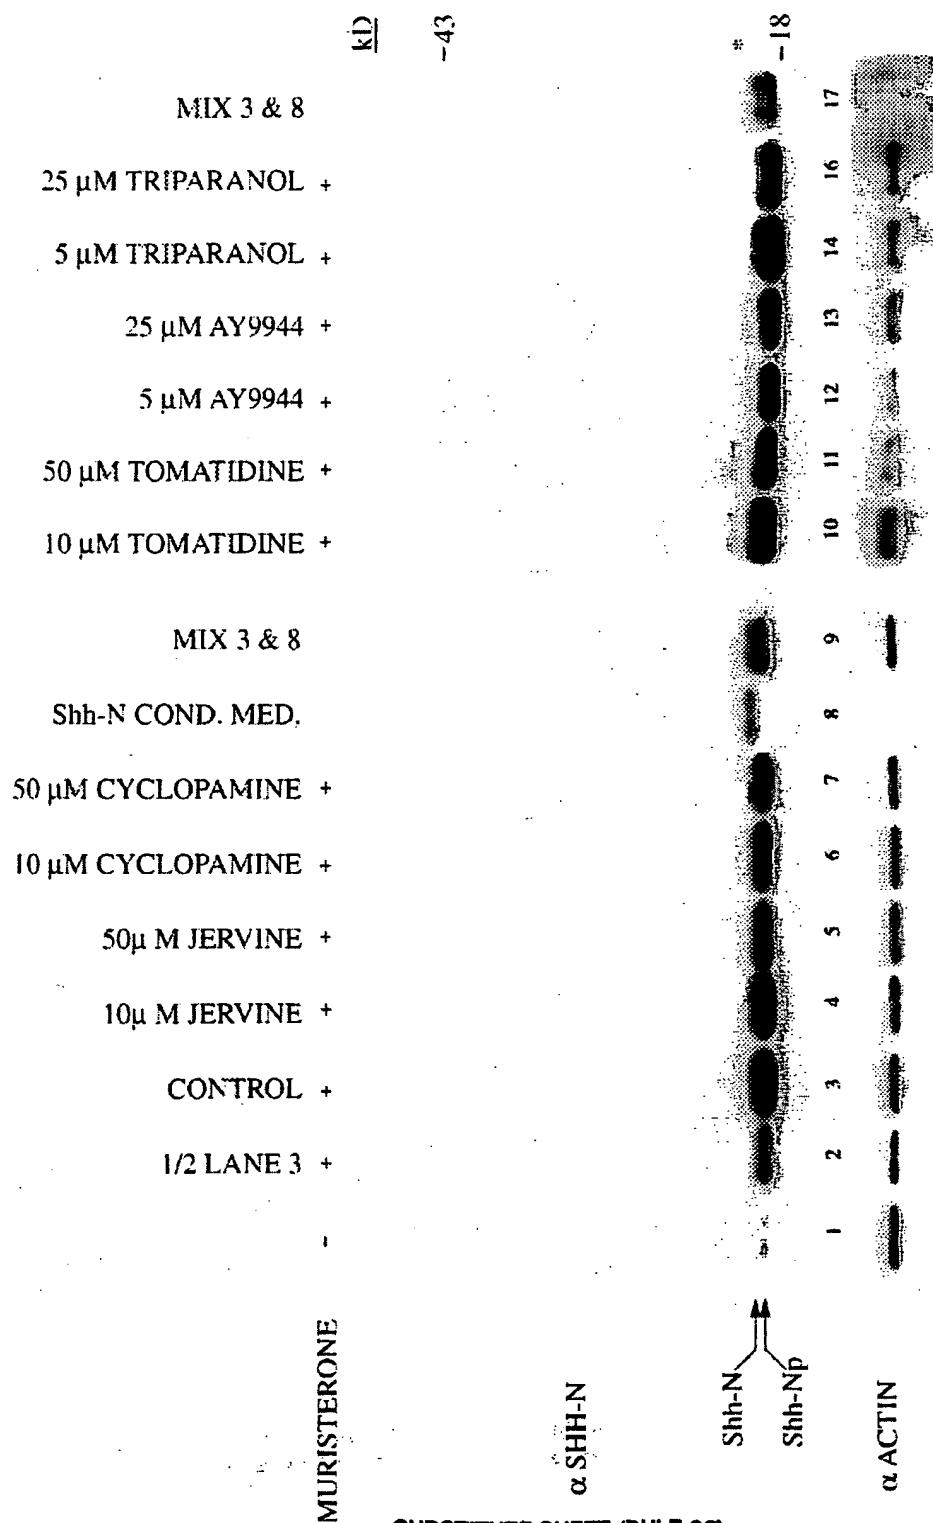 kD
-43
*
-18
MIX 3 & 8
17
25 µM TRIPARANOL +
16
5 µM TRIPARANOL +
14
25 µM AY9944 +
13
5 µM AY9944 +
12
50 µM TOMATIDINE +
11
10 µM TOMATIDINE +
10
MIX 3 & 8
9
Shh-N COND. MED.
8
50 µM CYCLOPAMINE +
7
10 µM CYCLOPAMINE +
6
50µ M JERVINE +
5
10µ M JERVINE +
4
CONTROL +
3
1/2 LANE 3 +
2
-
1
MURISTERONE
α SHH-N
Shh-N
Shh-Np
α ACTIN